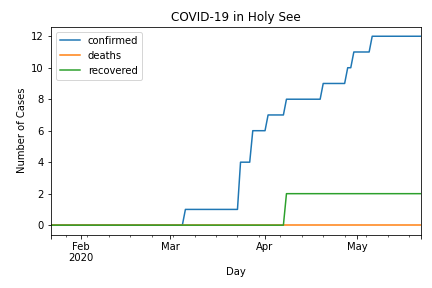 COVID-19 in Holy See
confirmed
deaths
recovered
Number of Cases
12
10
8
6
4
2
0
Feb
2020
Mar
Apr
May
Day